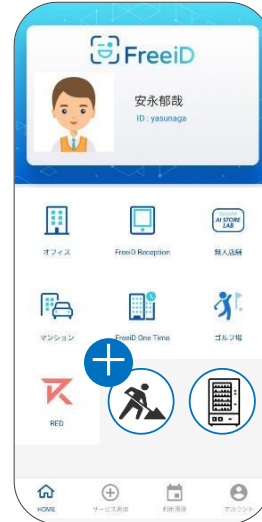 FreeiD
安永郁哉
ID : yasunaga
AI STORE
LAB
オフィス
FreeiD Reception
無人店舗
マンション
FreeiD One Time
ゴルフ場
RED
HOME
サービス追加
利用履歴
アカウント